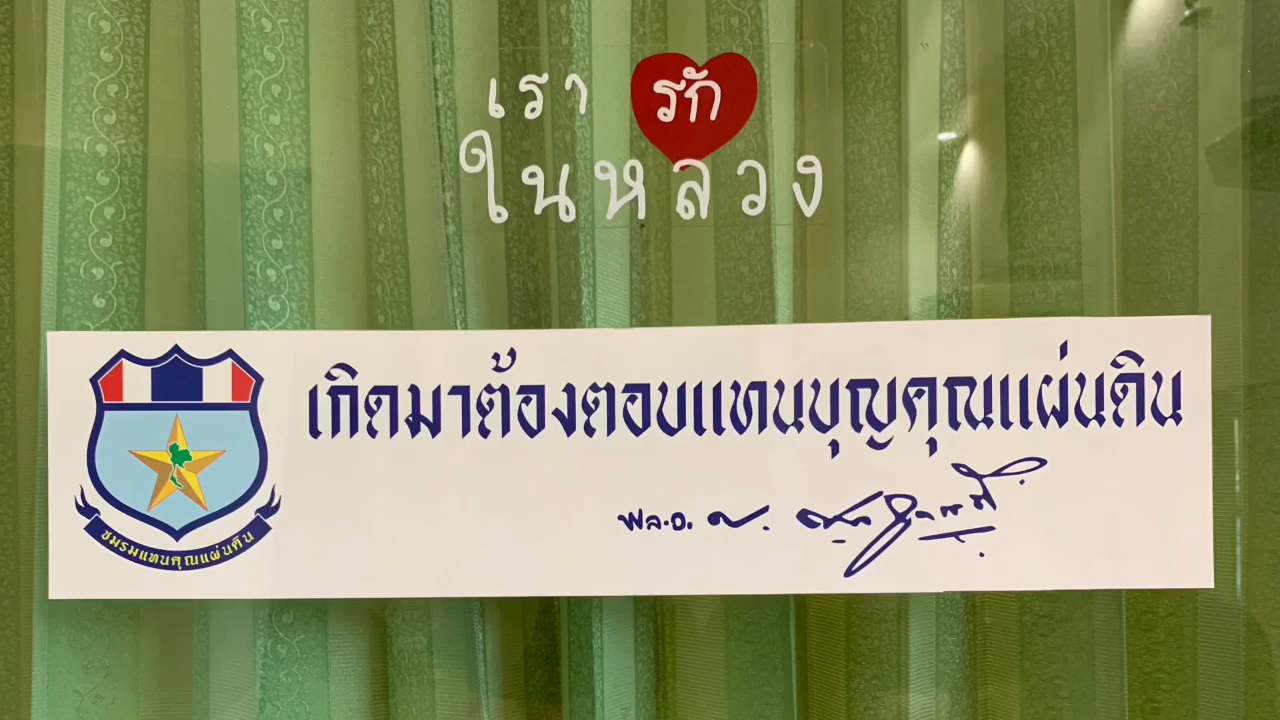 เรา รัก
ในหลวง
เกิดมาต้องตอบแทนบุญคุณแผ่นดิน
พล.อ. ป.
ชมรมแทนคุณแผ่นดิน